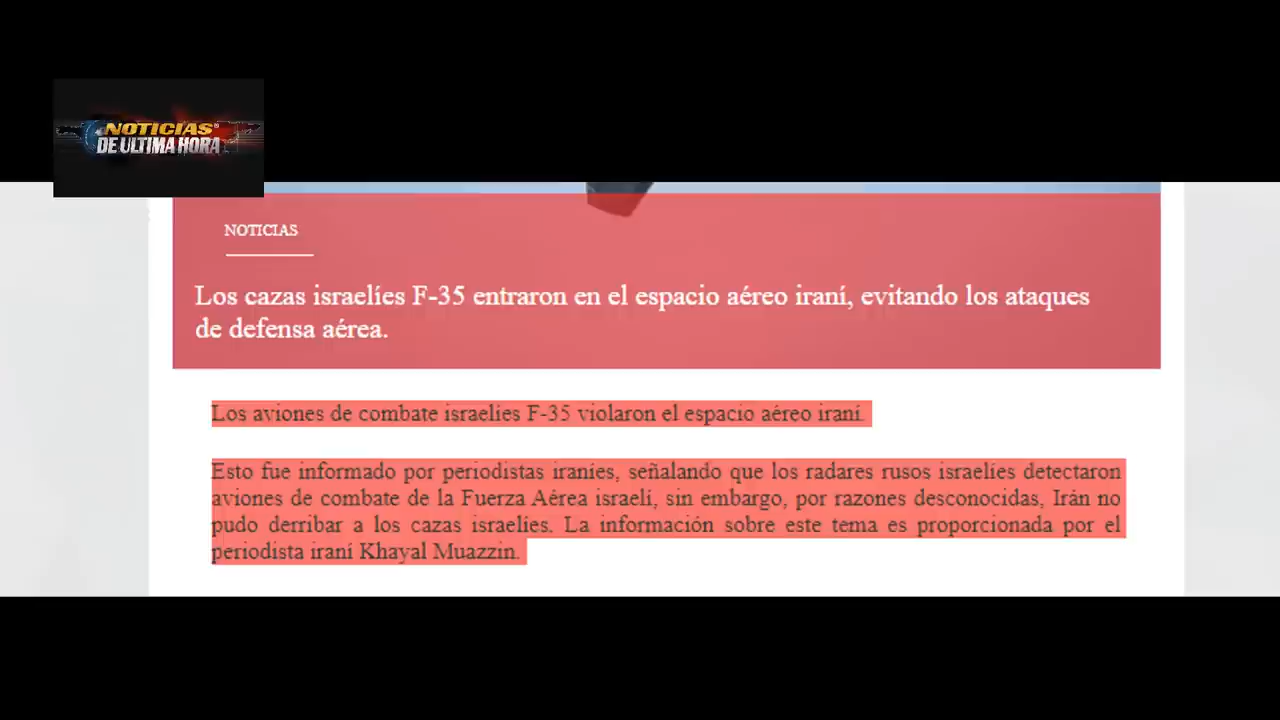 NOTICIAS
DE ULTIMA HORA
NOTICIAS
Los cazas israelíes F-35 entraron en el espacio aéreo iraní, evitando los ataques
de defensa aérea.
Los aviones de combate israelíes F-35 violaron el espacio aéreo iraní.
Esto fue informado por periodistas iraníes, señalando que los radares rusos israelíes detectaron
aviones de combate de la Fuerza Aérea israelí, sin embargo, por razones desconocidas, Irán no
pudo derribar a los cazas israelíes. La información sobre este tema es proporcionada por el
periodista iraní Khayal Muazzin.